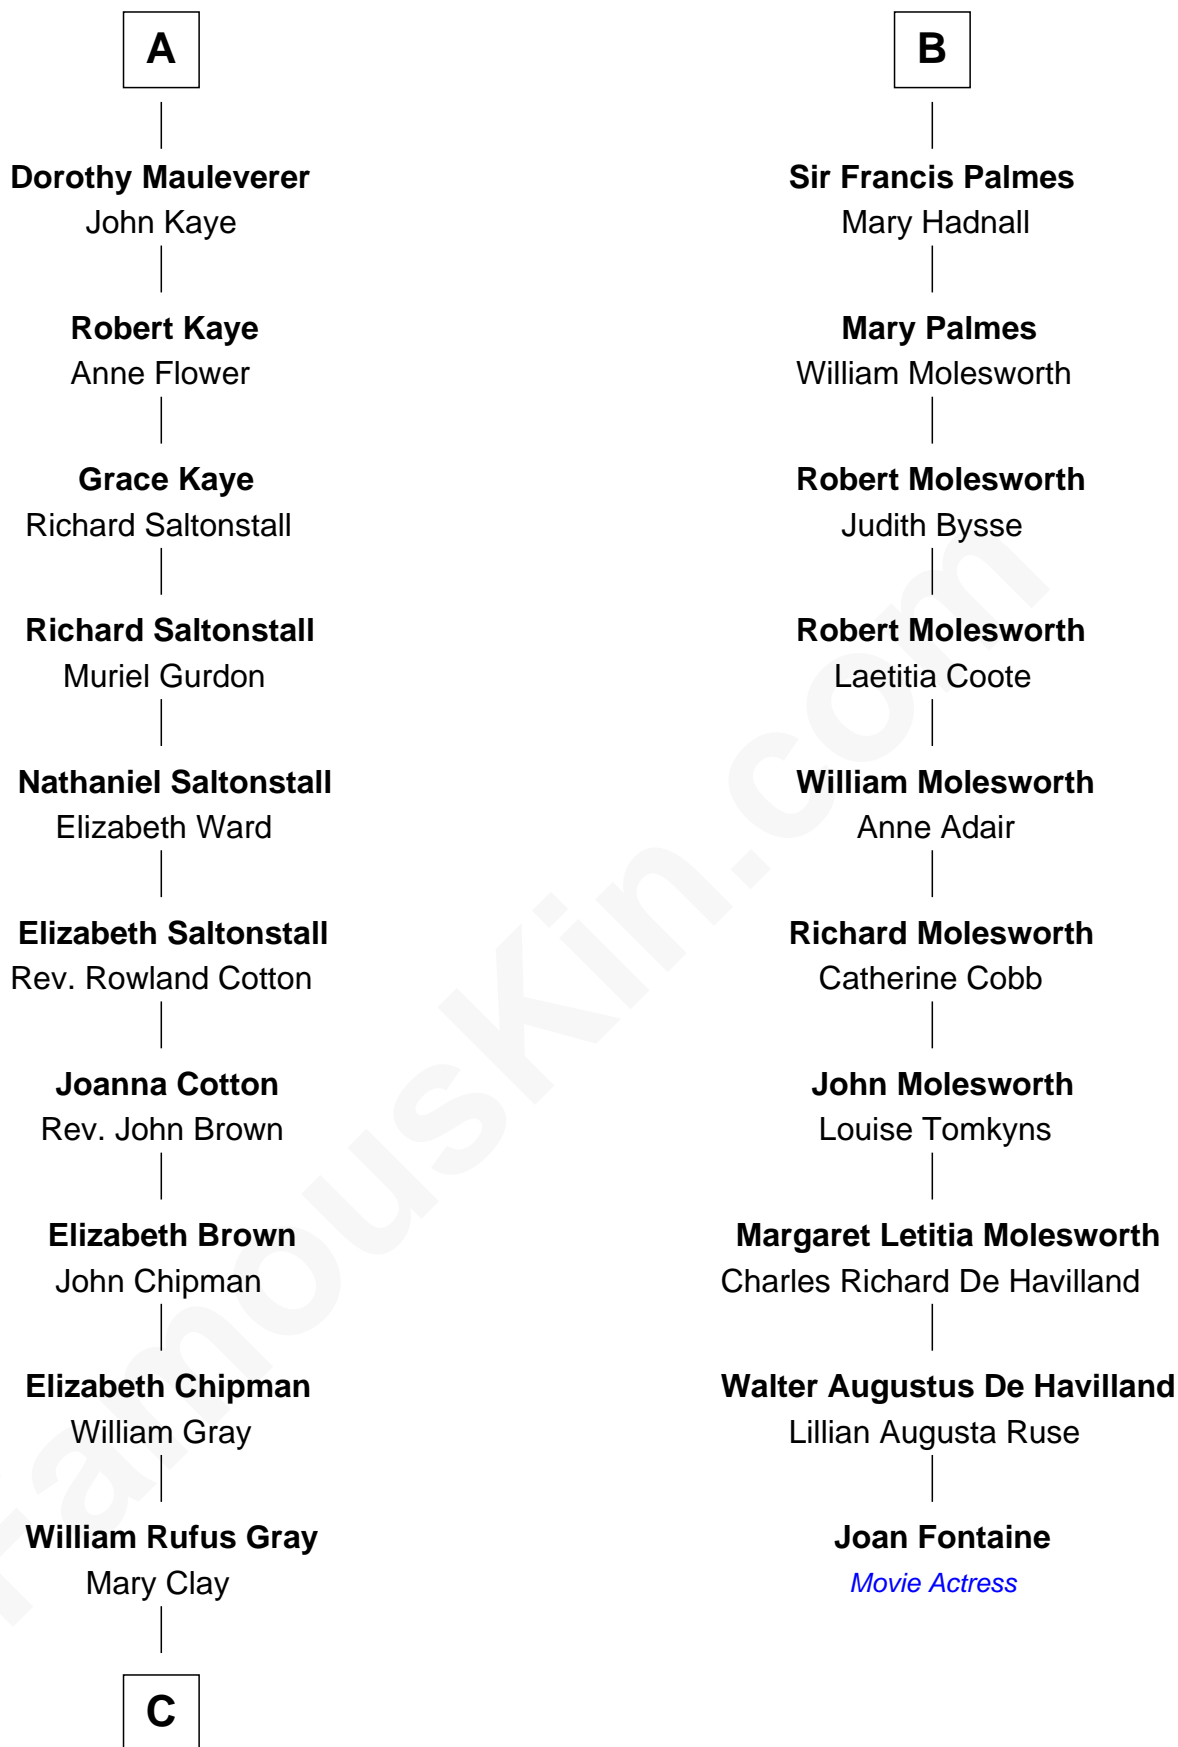 A
Dorothy Mauleverer
John Kaye
Robert Kaye
Anne Flower
Grace Kaye
Richard Saltonstall
Richard Saltonstall
Muriel Gurdon
Nathaniel Saltonstall
Elizabeth Ward
Elizabeth Saltonstall
Rev. Rowland Cotton
Joanna Cotton
Rev. John Brown
Elizabeth Brown
John Chipman
Elizabeth Chipman
William Gray
William Rufus Gray
Mary Clay
C
B
Sir Francis Palmes
Mary Hadnall
Mary Palmes
William Molesworth
Robert Molesworth
Judith Bysse
Robert Molesworth
Laetitia Coote
William Molesworth
Anne Adair
Richard Molesworth
Catherine Cobb
John Molesworth
Louise Tomkyns
Margaret Letitia Molesworth
Charles Richard De Havilland
Walter Augustus De Havilland
Lillian Augusta Ruse
Joan Fontaine
Movie Actress
FamousKin.com